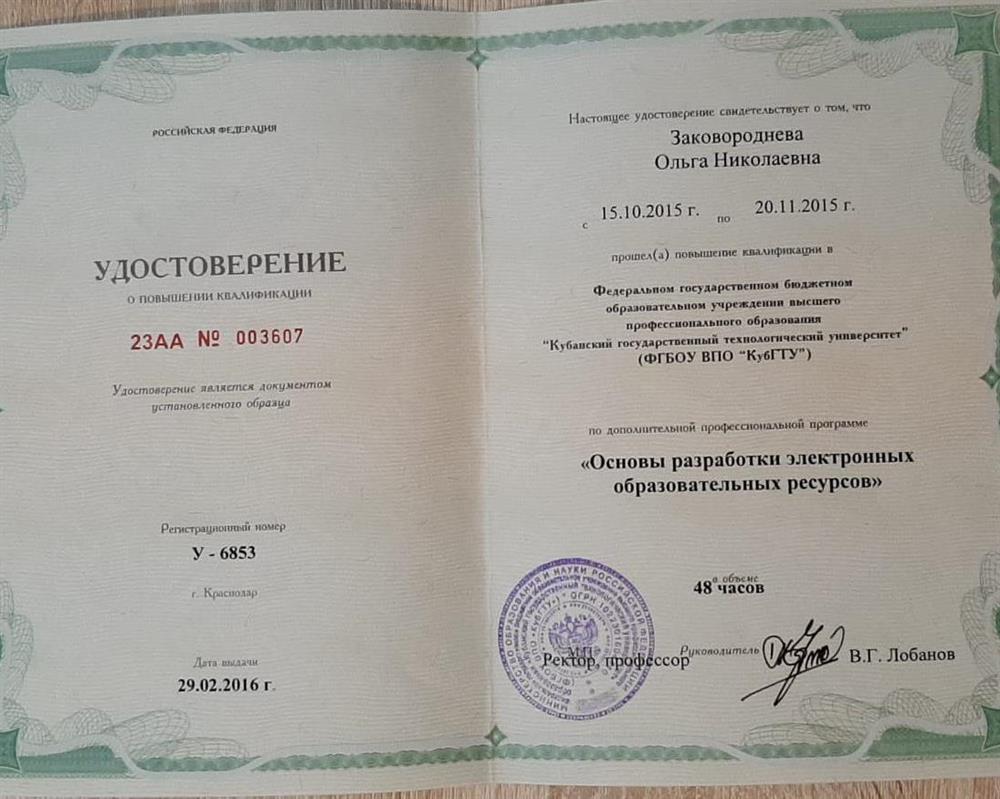 РОССИЙСКАЯ ФЕДЕРАЦИЯ
УДОСТОВЕРЕНИЕ
О ПОВЫШЕНИИ КВАЛИФИКАЦИИ
23АА № 003607
Удостоверение является документом
установленного образца
Регистрационный номер
У - 6853
г. Краснодар
Дата выдачи
29.02.2016 г.
Настоящее удостоверение свидетельствует о том, что
Заковороднева
Ольга Николаевна
с 15.10.2015 г. по 20.11.2015 г.
прошел(а) повышение квалификации в
Федеральном государственном бюджетном
образовательном учреждении высшего
профессионального образования
“Кубанский государственный технологический университет”
(ФГБОУ ВПО “КубГТУ”)
по дополнительной профессиональной программе
«Основы разработки электронных
образовательных ресурсов»
в объеме
48 часов
М.П.
Руководитель
Ректор, профессор
В.Г. Лобанов